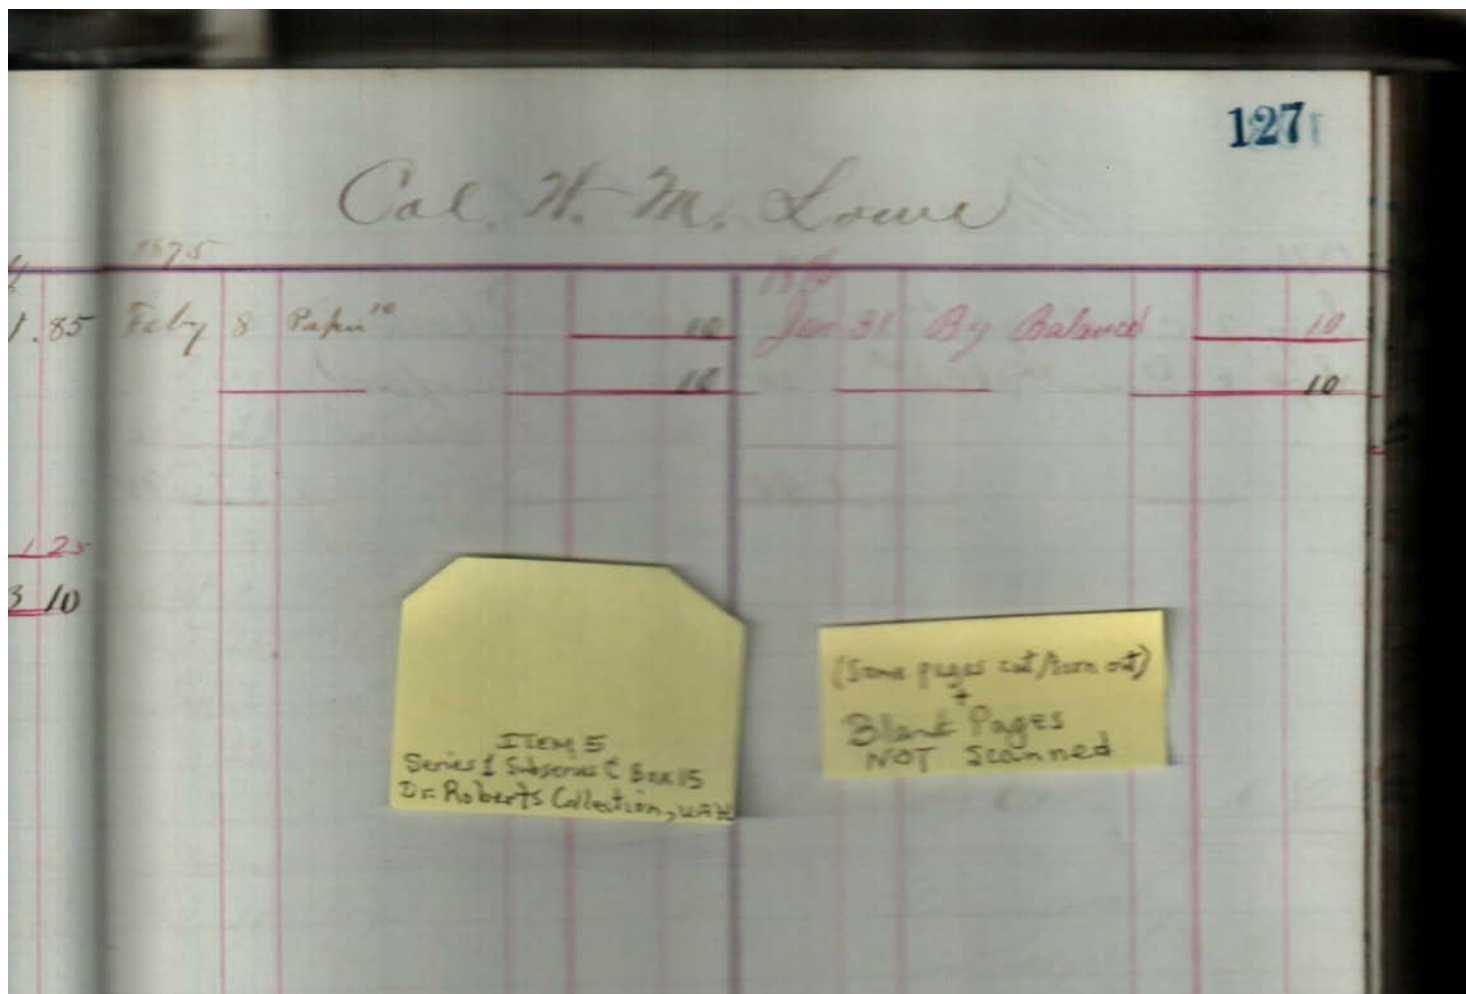 127
Col. W. M. Lowe
1875
1.85 Feby 8 Paper 10 10 Jan 31 By Balance 10
10 10
1 25
3 10
ITEM 5
Series 1 Subseries C Box 15
Dr. Roberts Collection, UAH
(Some pages cut/torn out)
+
Blank Pages
NOT Scanned